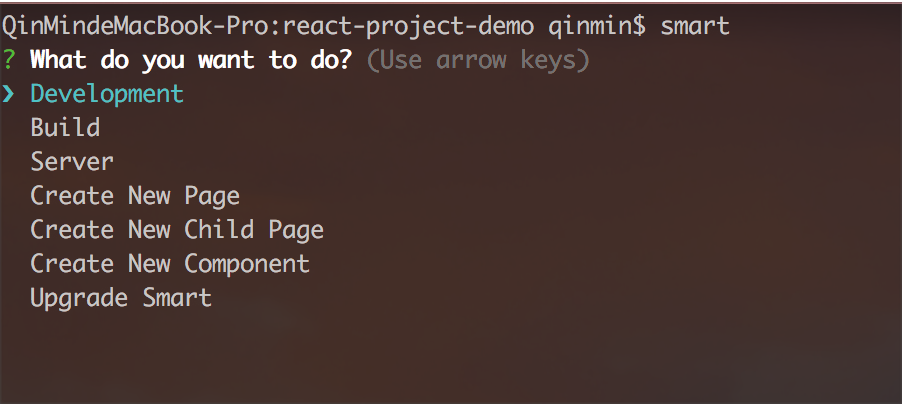 QinMindeMacBook-Pro:react-project-demo qinmin$ smart
? What do you want to do? (Use arrow keys)
❯ Development
Build
Server
Create New Page
Create New Child Page
Create New Component
Upgrade Smart